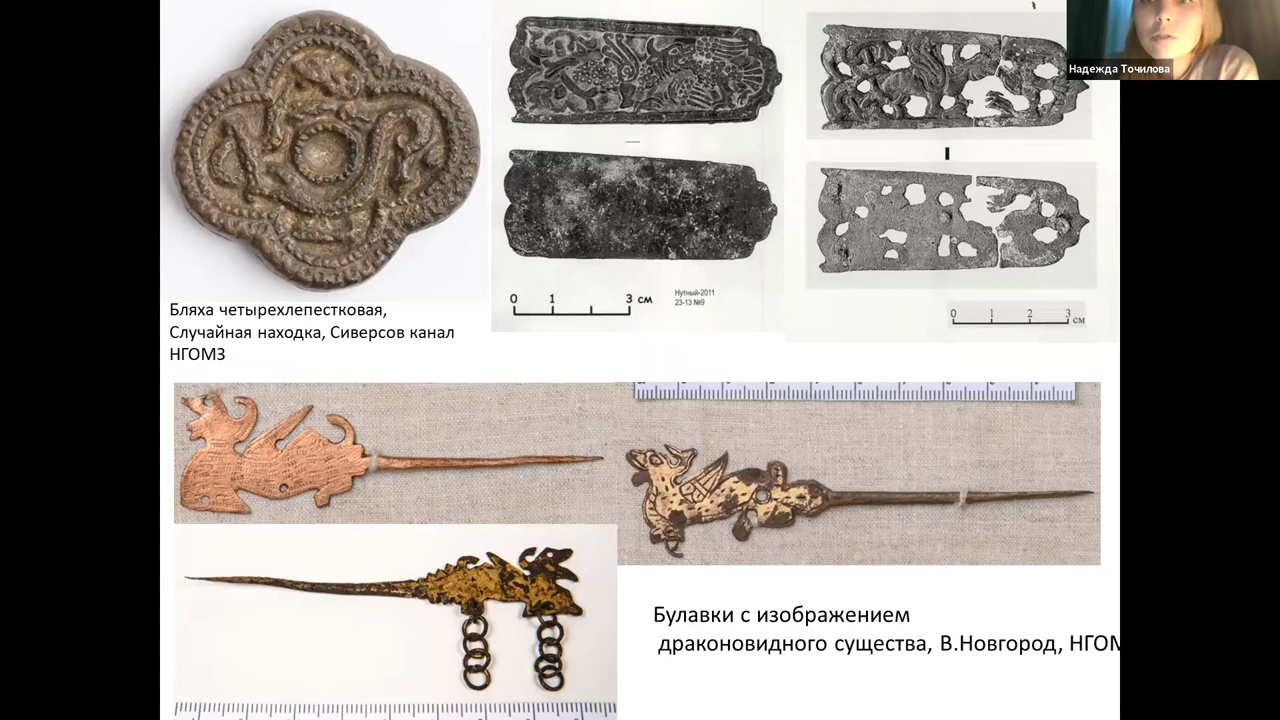 Надежда Точилова
0 1 3 см
Нутный-2011
23-13 №9
0 1 2 3 см
Бляха четырехлепестковая,
Случайная находка, Сиверсов канал
НГОМЗ
Булавки с изображением
драконовидного существа, В.Новгород, НГОМ